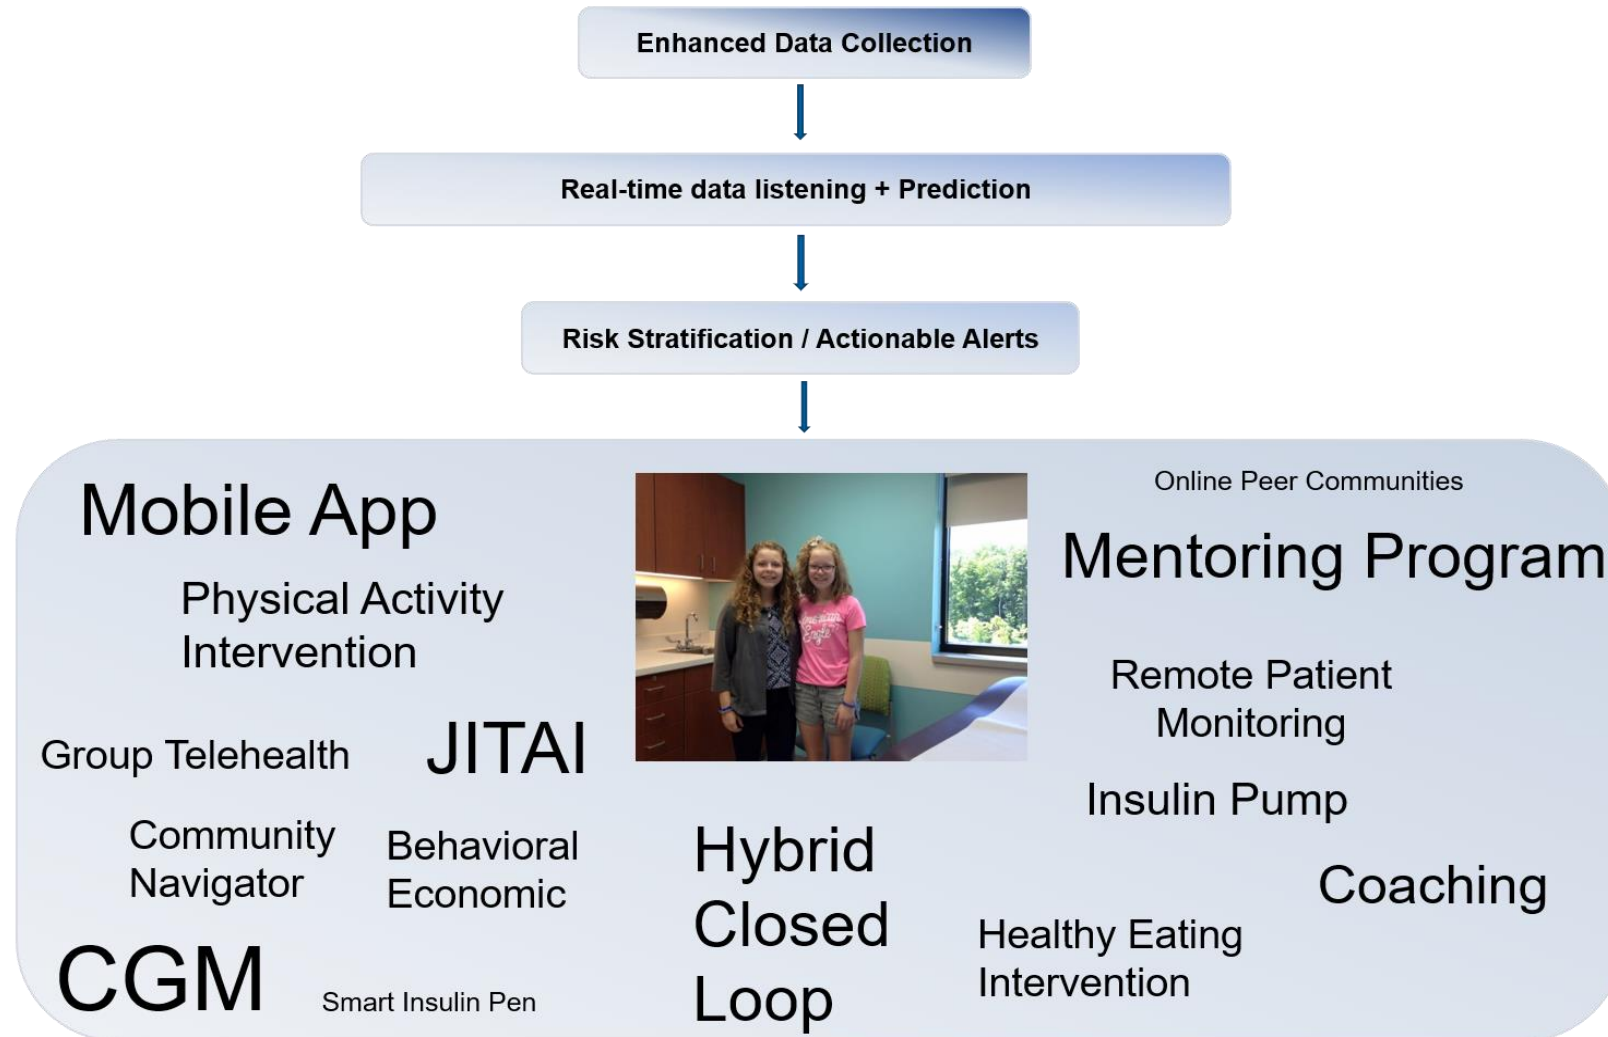 Enhanced Data Collection
Real-time data listening + Prediction
Risk Stratification / Actionable Alerts
Mobile App
Physical Activity
Intervention
Group Telehealth
JITAI
Community
Navigator
Behavioral
Economic
CGM
Smart Insulin Pen
Hybrid
Closed
Loop
Online Peer Communities
Mentoring Program
Remote Patient
Monitoring
Insulin Pump
Coaching
Healthy Eating
Intervention